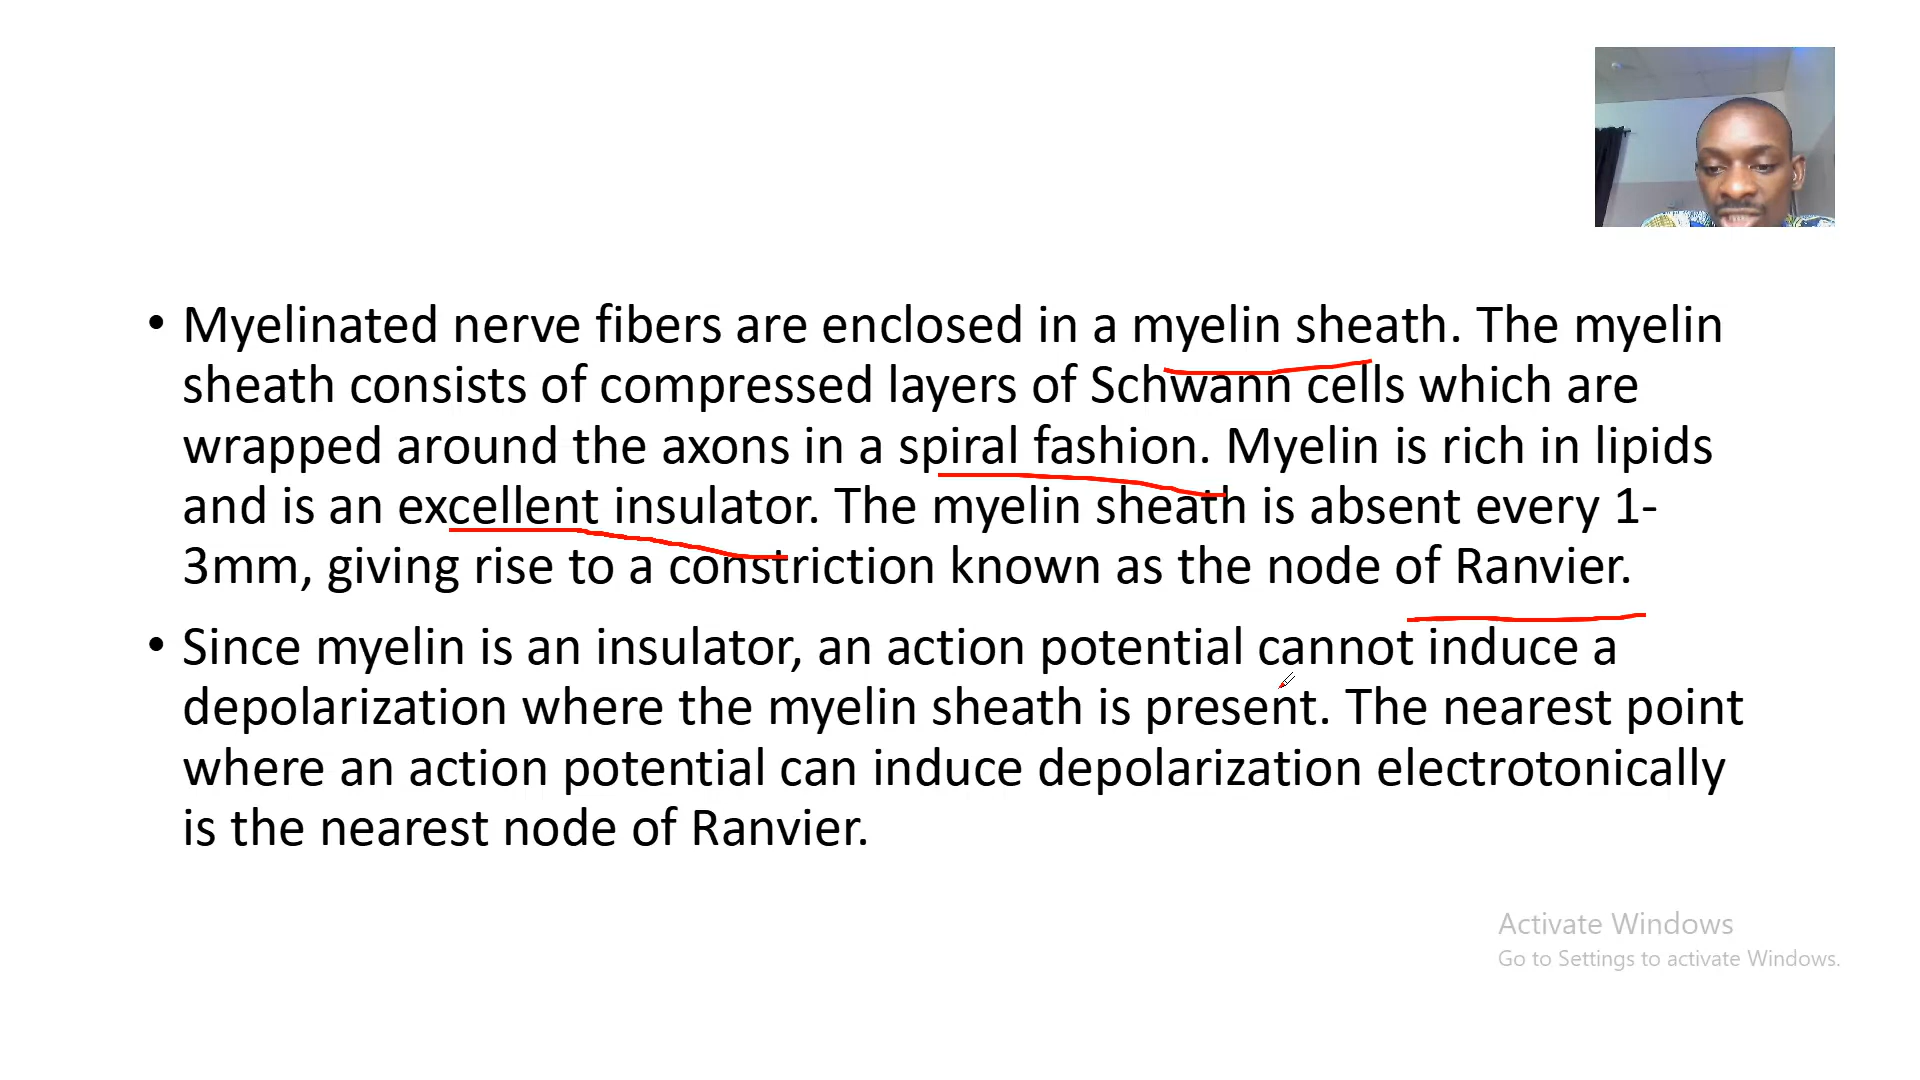 • Myelinated nerve fibers are enclosed in a myelin sheath. The myelin
sheath consists of compressed layers of Schwann cells which are
wrapped around the axons in a spiral fashion. Myelin is rich in lipids
and is an excellent insulator. The myelin sheath is absent every 1-
3mm, giving rise to a constriction known as the node of Ranvier.
• Since myelin is an insulator, an action potential cannot induce a
depolarization where the myelin sheath is present. The nearest point
where an action potential can induce depolarization electrotonically
is the nearest node of Ranvier.
Activate Windows
Go to Settings to activate Windows.